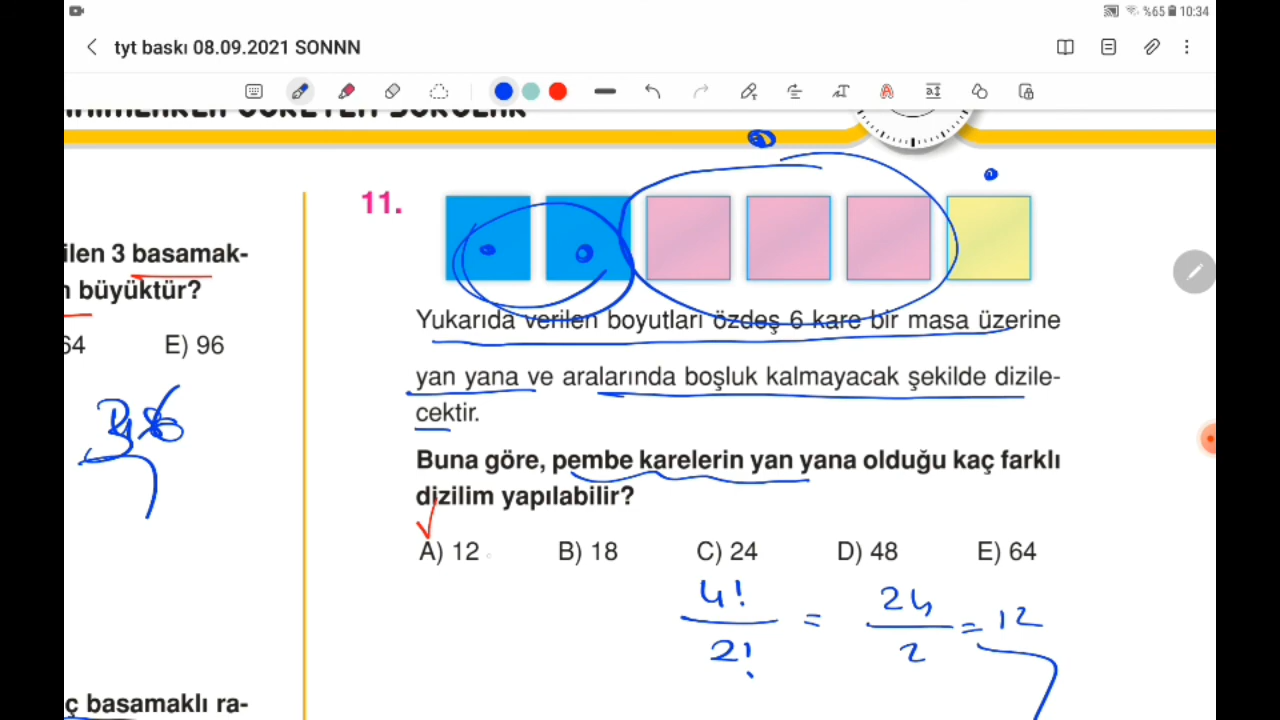 %65 10:34
tyt baskı 08.09.2021 SONNN
ilen 3 basamak-
büyüktür?
64 E) 96
11.
Yukarıda verilen boyutları özdeş 6 kare bir masa üzerine
yan yana ve aralarında boşluk kalmayacak şekilde dizile-
cektir.
Buna göre, pembe karelerin yan yana olduğu kaç farklı
dizilim yapılabilir?
A) 12 B) 18 C) 24 D) 48 E) 64
4! / 2! = 24 / 2 = 12
ç basamaklı ra-